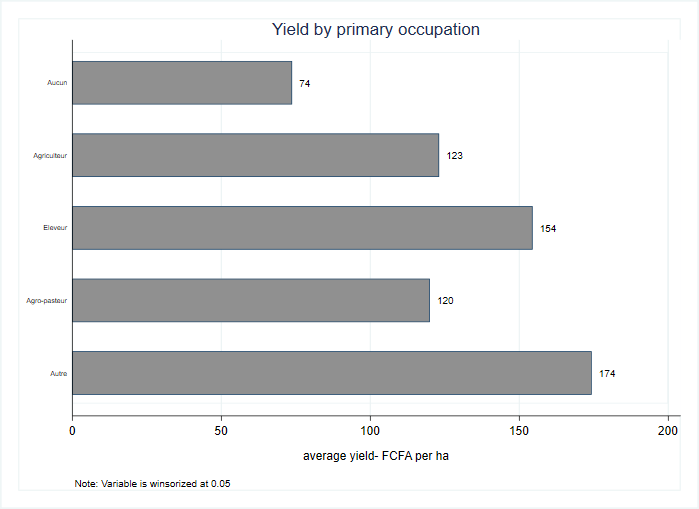 Yield by primary occupation
Aucun
74
Agriculteur
123
Eleveur
154
Agro-pasteur
120
Autre
174
0 50 100 150 200
average yield- FCFA per ha
Note: Variable is winsorized at 0.05